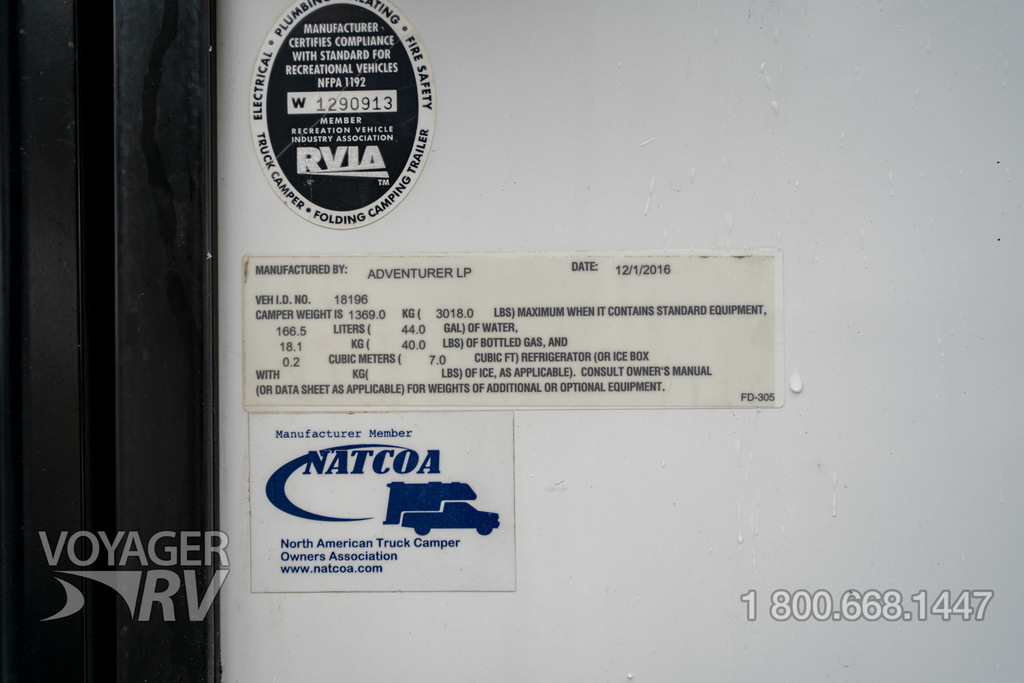 ELECTRICAL • PLUMBING • HEATING • FIRE SAFETY
MANUFACTURER
CERTIFIES COMPLIANCE
WITH STANDARD FOR
RECREATIONAL VEHICLES
NFPA 1192
W 1290913
MEMBER
RECREATION VEHICLE
INDUSTRY ASSOCIATION
RVIA
TM
TRUCK CAMPER • FOLDING CAMPING TRAILER
MANUFACTURED BY: ADVENTURER LP DATE: 12/1/2016
VEH I.D. NO. 18196
CAMPER WEIGHT IS 1369.0 KG ( 3018.0 LBS) MAXIMUM WHEN IT CONTAINS STANDARD EQUIPMENT,
166.5 LITERS ( 44.0 GAL) OF WATER,
18.1 KG ( 40.0 LBS) OF BOTTLED GAS, AND
0.2 CUBIC METERS ( 7.0 CUBIC FT) REFRIGERATOR (OR ICE BOX
WITH KG( LBS) OF ICE, AS APPLICABLE). CONSULT OWNER'S MANUAL
(OR DATA SHEET AS APPLICABLE) FOR WEIGHTS OF ADDITIONAL OR OPTIONAL EQUIPMENT.
FD-305
Manufacturer Member
NATCOA
North American Truck Camper
Owners Association
www.natcoa.com
VOYAGER
RV
1 800.668.1447